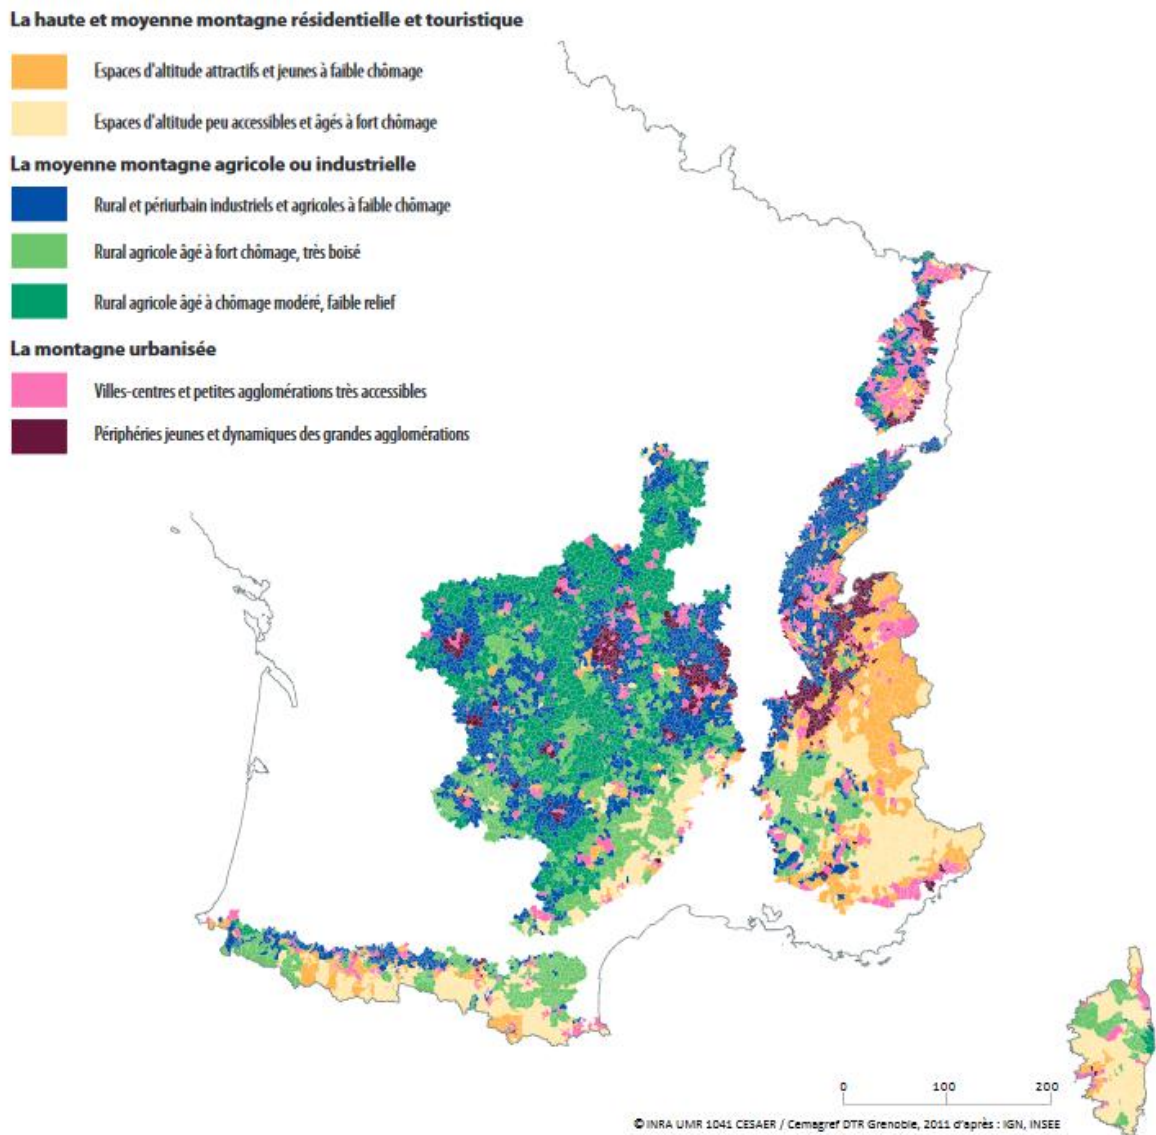 La haute et moyenne montagne résidentielle et touristique
Espaces d'altitude attractifs et jeunes à faible chômage
Espaces d'altitude peu accessibles et âgés à fort chômage
La moyenne montagne agricole ou industrielle
Rural et périurbain industriels et agricoles à faible chômage
Rural agricole âgé à fort chômage, très boisé
Rural agricole âgé à chômage modéré, faible relief
La montagne urbanisée
Villes-centres et petites agglomérations très accessibles
Périphéries jeunes et dynamiques des grandes agglomérations
0 100 200
© INRA UMR 1041 CESAER / Cemagref DTR Grenoble, 2011 d'après : IGN, INSEE